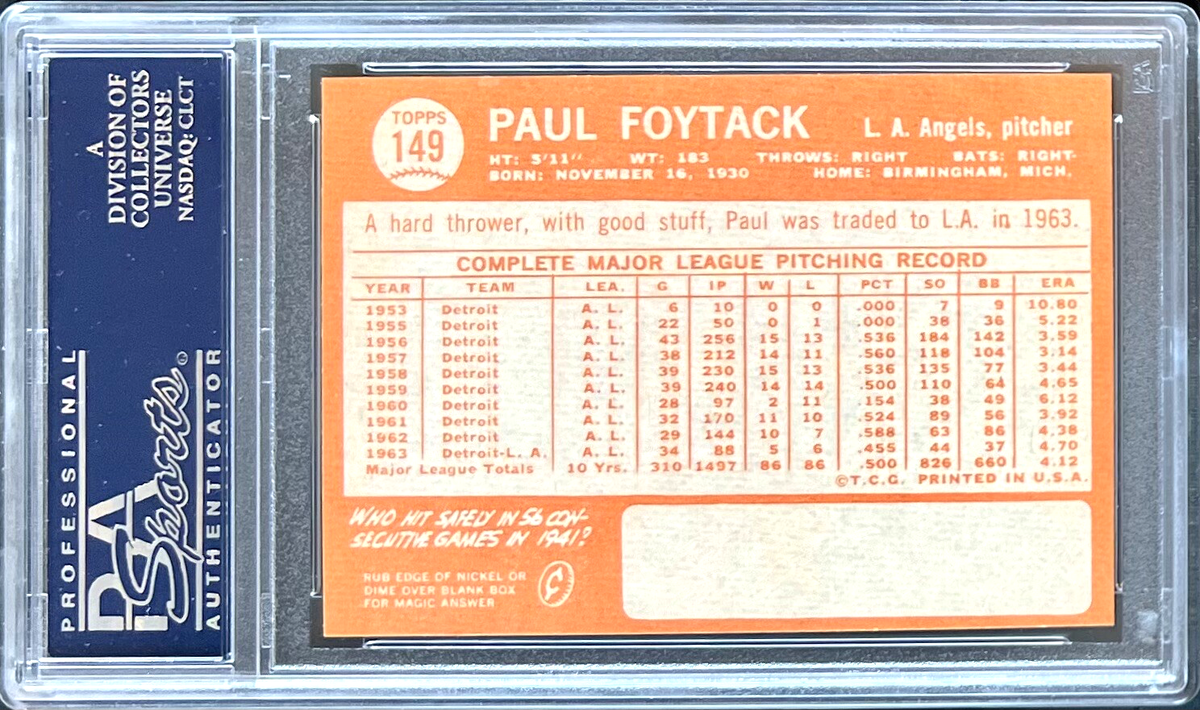 A
DIVISION OF
COLLECTORS
UNIVERSE
NASDAQ: CLCT
PROFESSIONAL
PSA
Sports
AUTHENTICATOR
TOPPS
149
PAUL FOYTACK
L. A. Angels, pitcher
HT: 5'11" WT: 183 THROWS: RIGHT BATS: RIGHT
BORN: NOVEMBER 16, 1930 HOME: BIRMINGHAM, MICH.
A hard thrower, with good stuff, Paul was traded to L.A. in 1963.
COMPLETE MAJOR LEAGUE PITCHING RECORD
YEAR TEAM LEA. G IP W L PCT SO BB ERA
1953 Detroit A. L. 6 10 0 0 .000 7 9 10.80
1955 Detroit A. L. 22 50 0 1 .000 38 36 5.22
1956 Detroit A. L. 43 256 15 13 .536 184 142 3.59
1957 Detroit A. L. 38 212 14 11 .560 118 104 3.14
1958 Detroit A. L. 39 230 15 13 .536 135 77 3.44
1959 Detroit A. L. 39 240 14 14 .500 110 64 4.65
1960 Detroit A. L. 28 97 2 11 .154 38 49 6.12
1961 Detroit A. L. 32 170 11 10 .524 89 56 3.92
1962 Detroit A. L. 29 144 10 7 .588 63 86 4.38
1963 Detroit-L. A. 34 88 5 6 .455 44 37 4.70
Major League Totals 10 Yrs. 310 1497 86 86 .500 826 660 4.12
©T.C.G. PRINTED IN U.S.A.
WHO HIT SAFELY IN 56 CON-
SECUTIVE GAMES IN 1941?
RUB EDGE OF NICKEL OR
DIME OVER BLANK BOX
FOR MAGIC ANSWER